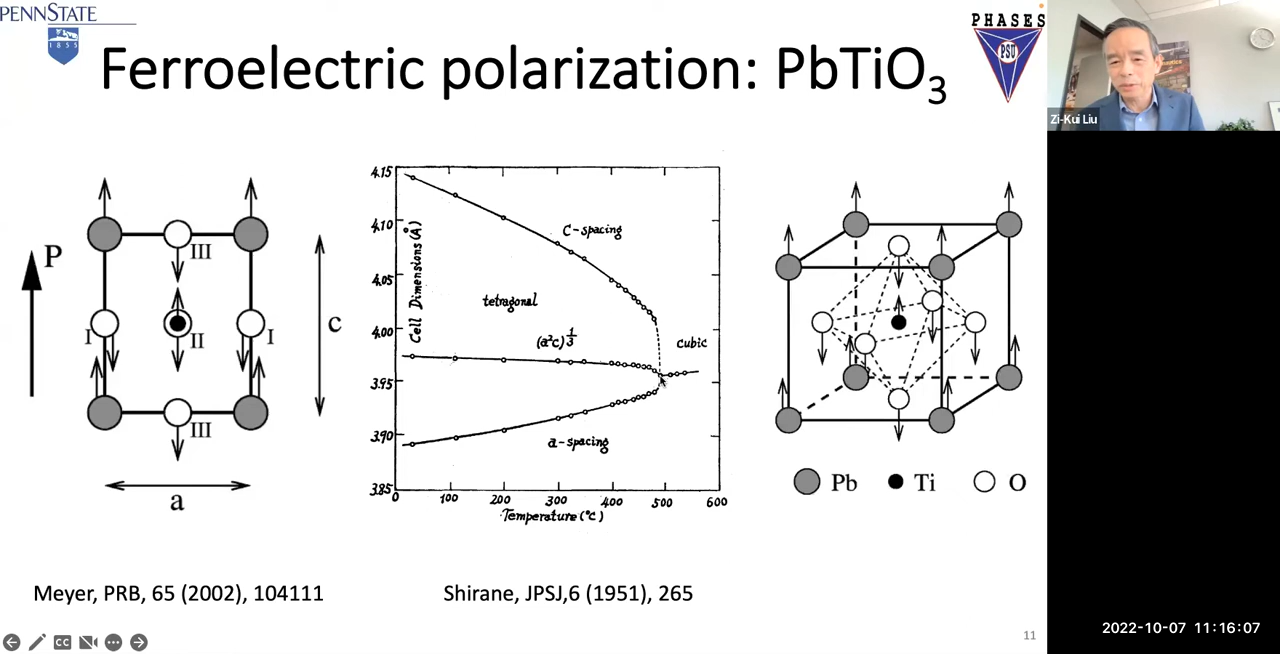 PENNSTATE
1855
Ferroelectric polarization: PbTiO3
PHASES
PSU
Zi-Kui Liu
P
III
I
II
I
III
c
a
4.15
4.10
4.05
4.00
3.95
3.90
3.85
Cell Dimensions (Å)
C-spacing
tetragonal
(a²c)^1/3
cubic
a-spacing
0
100
200
300
400
500
600
Temperature (°C)
Pb
Ti
O
Meyer, PRB, 65 (2002), 104111
Shirane, JPSJ,6 (1951), 265
CC
11
2022-10-07 11:16:07